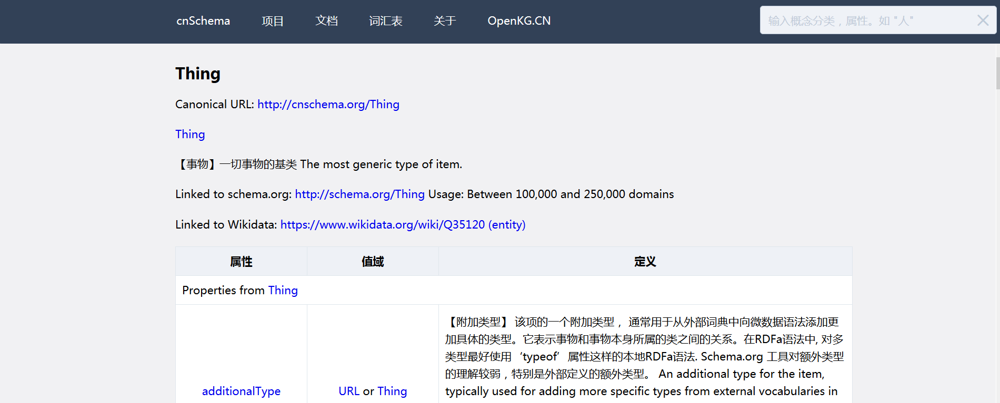 cnSchema 项目 文档 词汇表 关于 OpenKG.CN 输入概念分类，属性。如 "人"
Thing
Canonical URL: http://cnschema.org/Thing
Thing
【事物】一切事物的基类 The most generic type of item.
Linked to schema.org: http://schema.org/Thing Usage: Between 100,000 and 250,000 domains
Linked to Wikidata: https://www.wikidata.org/wiki/Q35120 (entity)
属性 值域 定义
Properties from Thing
additionalType
URL or Thing
【附加类型】 该项的一个附加类型， 通常用于从外部词典中向微数据语法添加更
加具体的类型。它表示事物和事物本身所属的类之间的关系。在RDFa语法中, 对多
类型最好使用‘typeof’属性这样的本地RDFa语法. Schema.org 工具对额外类型
的理解较弱，特别是外部定义的额外类型。 An additional type for the item,
typically used for adding more specific types from external vocabularies in